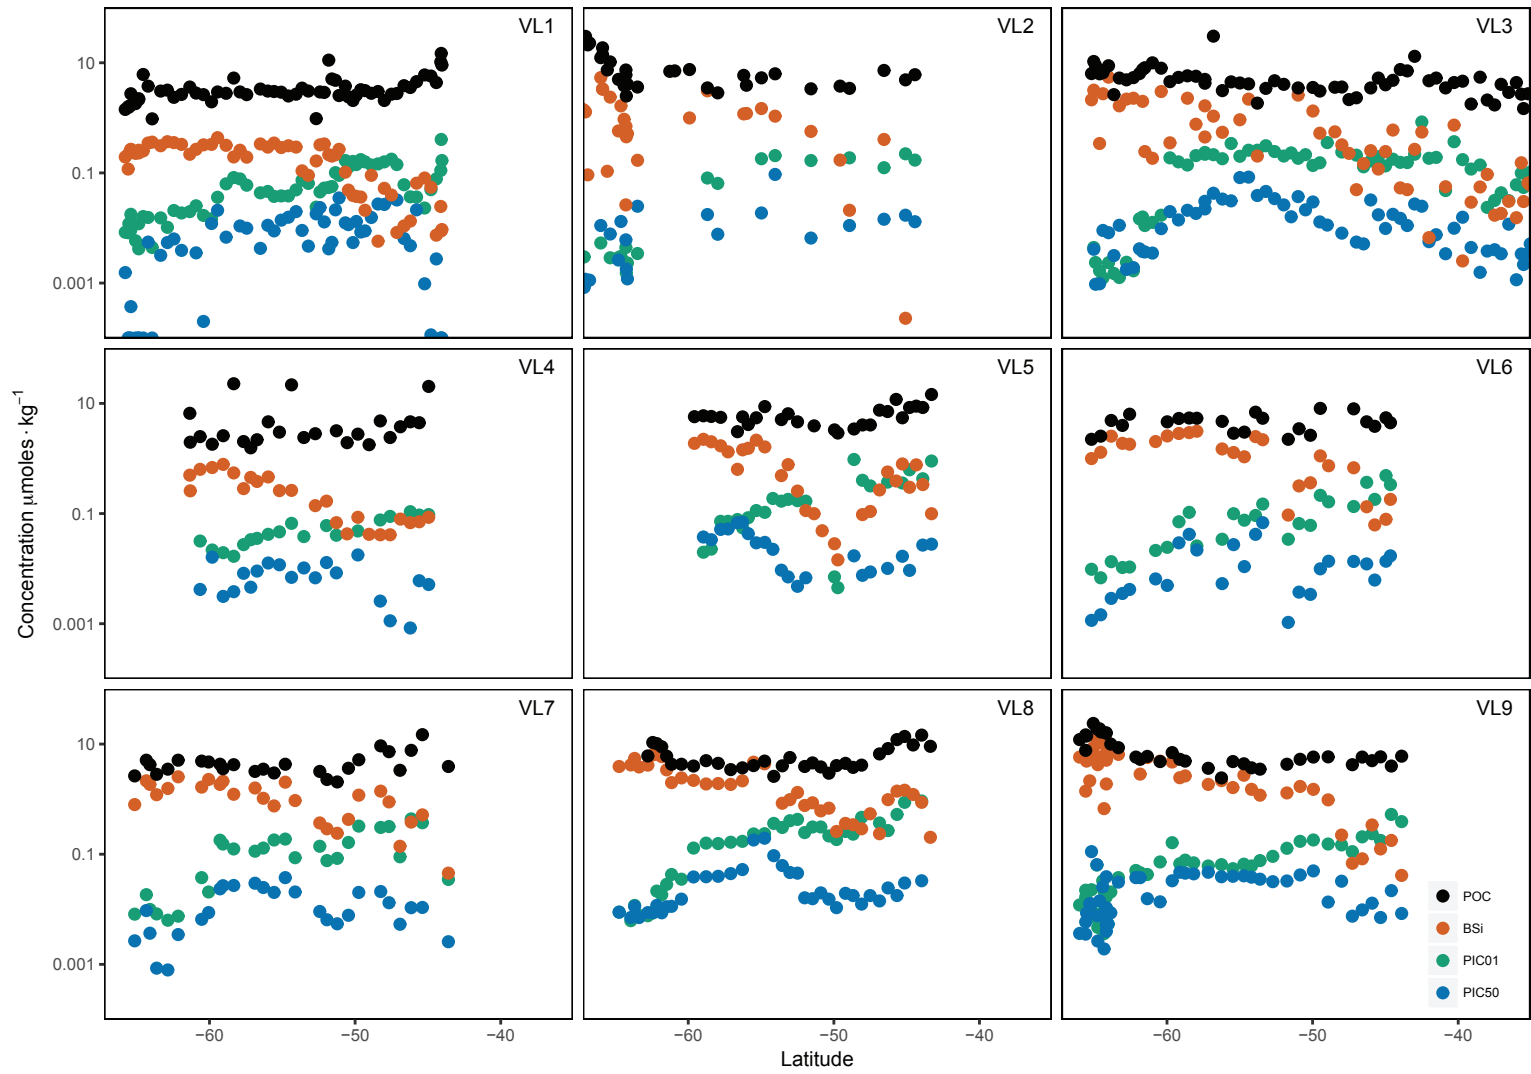 VL1
VL2
VL3
10
0.1
0.001
VL4
VL5
VL6
10
0.1
0.001
VL7
VL8
VL9
10
0.1
0.001
POC
BSi
PIC01
PIC50
−60
−50
−40
−60
−50
−40
−60
−50
−40
Latitude
Concentration μmoles · kg⁻¹